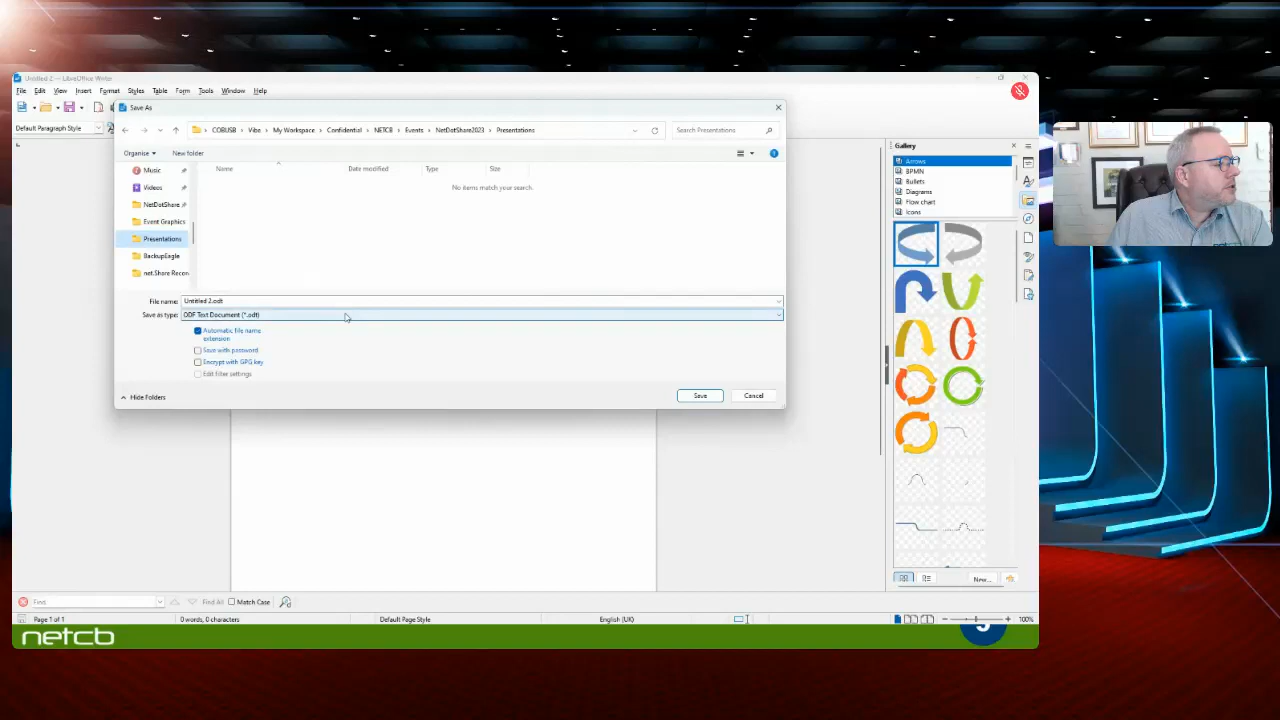 Untitled 2 — LibreOffice Writer
File Edit View Insert Format Styles Table Form Tools Window Help
Default Paragraph Style
Save As
COBUSB > Vibe > My Workspace > Confidential > NETCB > Events > NetDotShare2023 > Presentations
Search Presentations
Organise
New folder
Name Date modified Type Size
No items match your search.
Music
Videos
NetDotShare
Event Graphics
Presentations
BackupEagle
net.Share Recon
File name: Untitled 2.odt
Save as type: ODF Text Document (*.odt)
Automatic file name
extension
Save with password
Encrypt with GPG key
Edit filter settings
Hide Folders
Save
Cancel
Gallery
Arrows
BPMN
Bullets
Diagrams
Flow chart
Icons
New...
Find
Find All
Match Case
Page 1 of 1
0 words, 0 characters
Default Page Style
English (UK)
100%
netcb